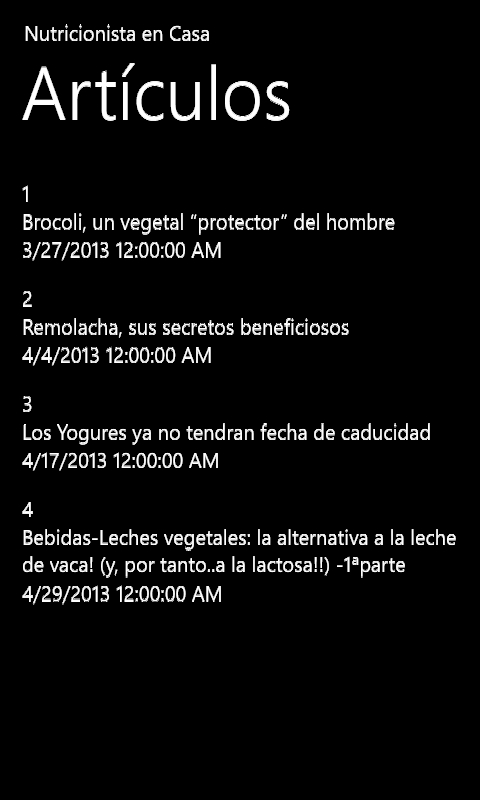 Nutricionista en Casa
Artículos
1
Brocoli, un vegetal “protector” del hombre
3/27/2013 12:00:00 AM
2
Remolacha, sus secretos beneficiosos
4/4/2013 12:00:00 AM
3
Los Yogures ya no tendran fecha de caducidad
4/17/2013 12:00:00 AM
4
Bebidas-Leches vegetales: la alternativa a la leche
de vaca! (y, por tanto..a la lactosa!!) -1ªparte
4/29/2013 12:00:00 AM